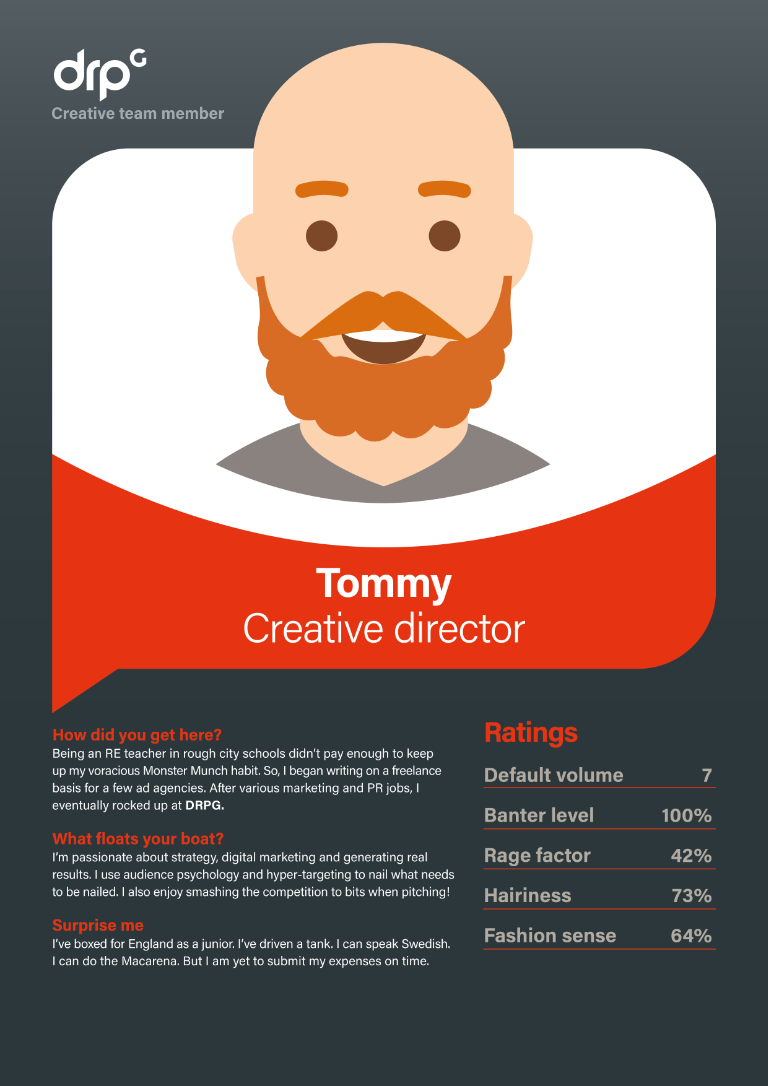 drpG
Creative team member
Tommy
Creative director
How did you get here?
Being an RE teacher in rough city schools didn't pay enough to keep
up my voracious Monster Munch habit. So, I began writing on a freelance
basis for a few ad agencies. After various marketing and PR jobs, I
eventually rocked up at DRPG.
What floats your boat?
I'm passionate about strategy, digital marketing and generating real
results. I use audience psychology and hyper-targeting to nail what needs
to be nailed. I also enjoy smashing the competition to bits when pitching!
Surprise me
I've boxed for England as a junior. I've driven a tank. I can speak Swedish.
I can do the Macarena. But I am yet to submit my expenses on time.
Ratings
Default volume 7
Banter level 100%
Rage factor 42%
Hairiness 73%
Fashion sense 64%